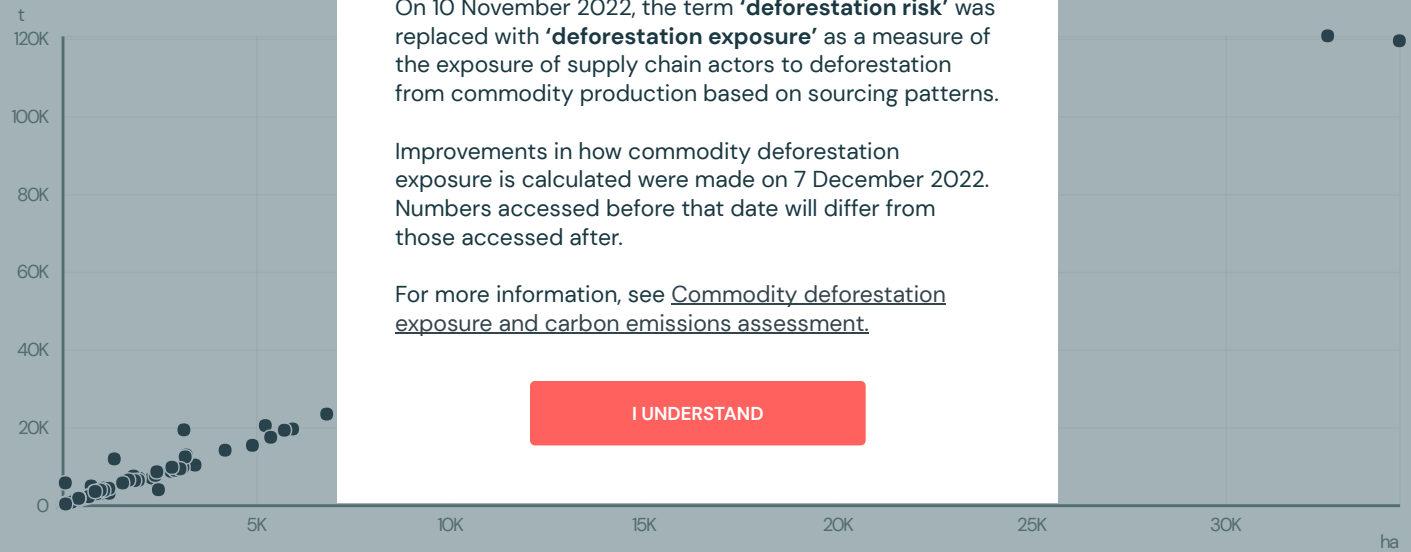 t
120K
100K
80K
60K
40K
20K
0
On 10 November 2022, the term ‘deforestation risk’ was
replaced with ‘deforestation exposure’ as a measure of
the exposure of supply chain actors to deforestation
from commodity production based on sourcing patterns.
Improvements in how commodity deforestation
exposure is calculated were made on 7 December 2022.
Numbers accessed before that date will differ from
those accessed after.
For more information, see Commodity deforestation
exposure and carbon emissions assessment.
I UNDERSTAND
5K 10K 15K 20K 25K 30K
ha